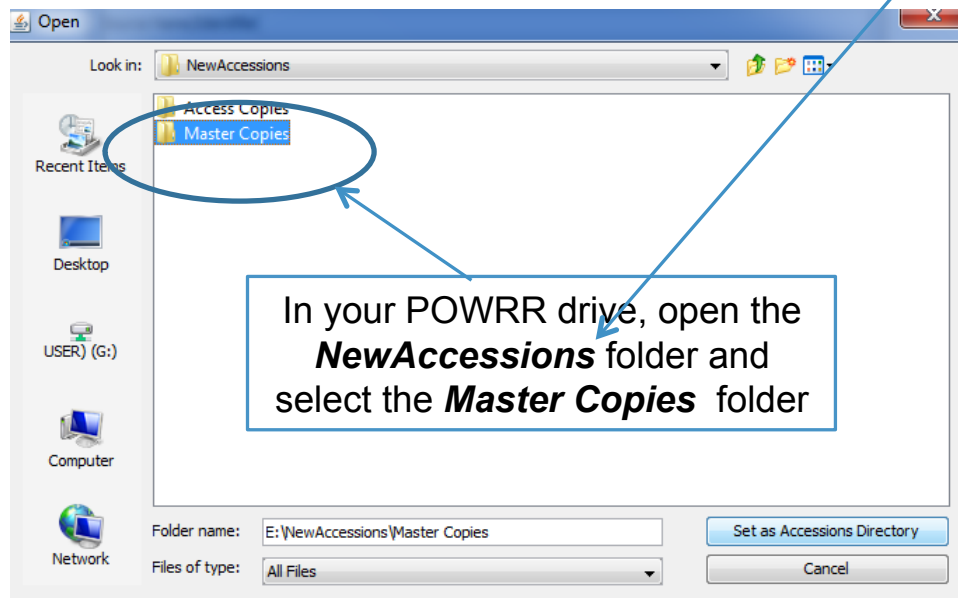 Open
Look in: NewAccessions
Access Copies
Master Copies
Recent Items
Desktop
USER) (G:)
Computer
Network
In your POWRR drive, open the
NewAccessions folder and
select the Master Copies folder
Folder name: E:\NewAccessions\Master Copies
Set as Accessions Directory
Files of type: All Files
Cancel